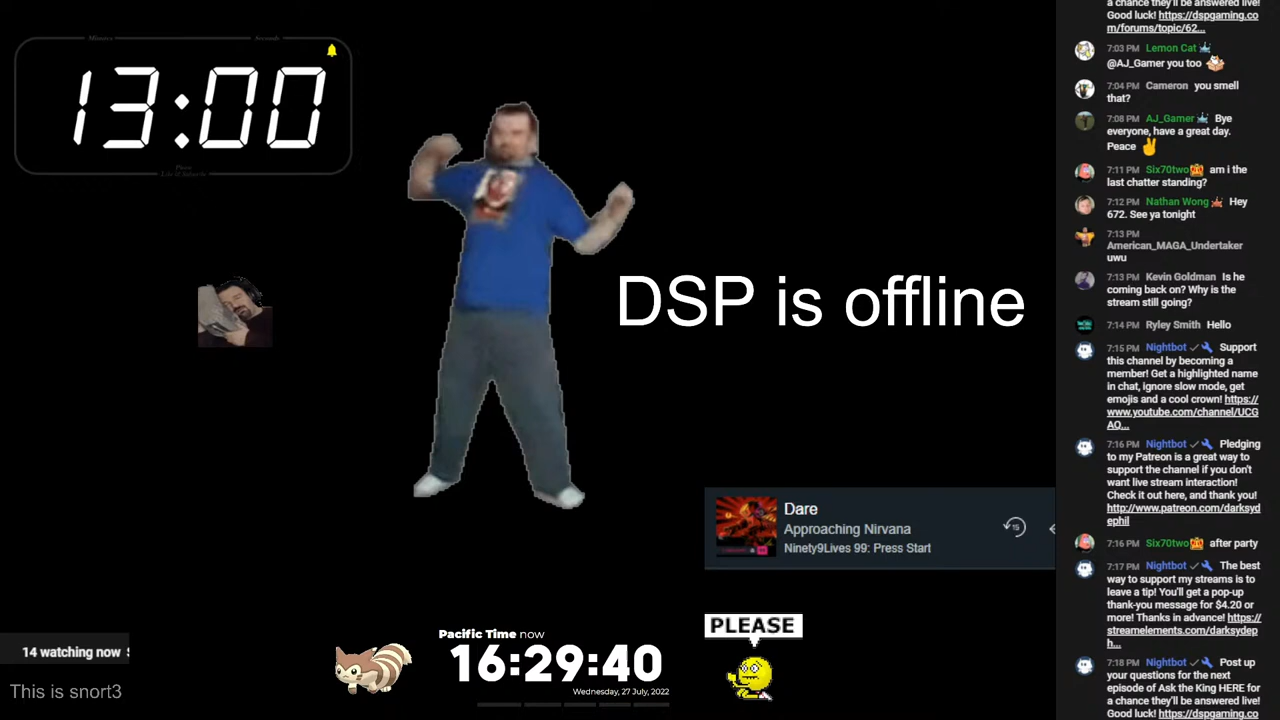 Minutes
Seconds
13:00
DSP is offline
Dare
Approaching Nirvana
Ninety9Lives 99: Press Start
15
PLEASE
Pacific Time now
16:29:40
Wednesday, 27 July, 2022
14 watching now
This is snort3
a chance they'll be answered live!
Good luck! https://dspgaming.co
m/forums/topic/62...
7:03 PM Lemon Cat
@AJ_Gamer you too
7:04 PM Cameron you smell
that?
7:08 PM AJ_Gamer Bye
everyone, have a great day.
Peace
7:11 PM Six70two am i the
last chatter standing?
7:12 PM Nathan Wong Hey
672. See ya tonight
7:13 PM
American_MAGA_Undertaker
uwu
7:13 PM Kevin Goldman Is he
coming back on? Why is the
stream still going?
7:14 PM Ryley Smith Hello
7:15 PM Nightbot Support
this channel by becoming a
member! Get a highlighted name
in chat, ignore slow mode, get
emojis and a cool crown! https://
www.youtube.com/channel/UCG
AO...
7:16 PM Nightbot Pledging
to my Patreon is a great way to
support the channel if you don't
want live stream interaction!
Check it out here, and thank you!
http://www.patreon.com/darksyd
ephil
7:16 PM Six70two after party
7:17 PM Nightbot The best
way to support my streams is to
leave a tip! You'll get a pop-up
thank-you message for $4.20 or
more! Thanks in advance! https://
streamelements.com/darksydep
h...
7:18 PM Nightbot Post up
your questions for the next
episode of Ask the King HERE for
a chance they'll be answered live!
Good luck! https://dspgaming.co